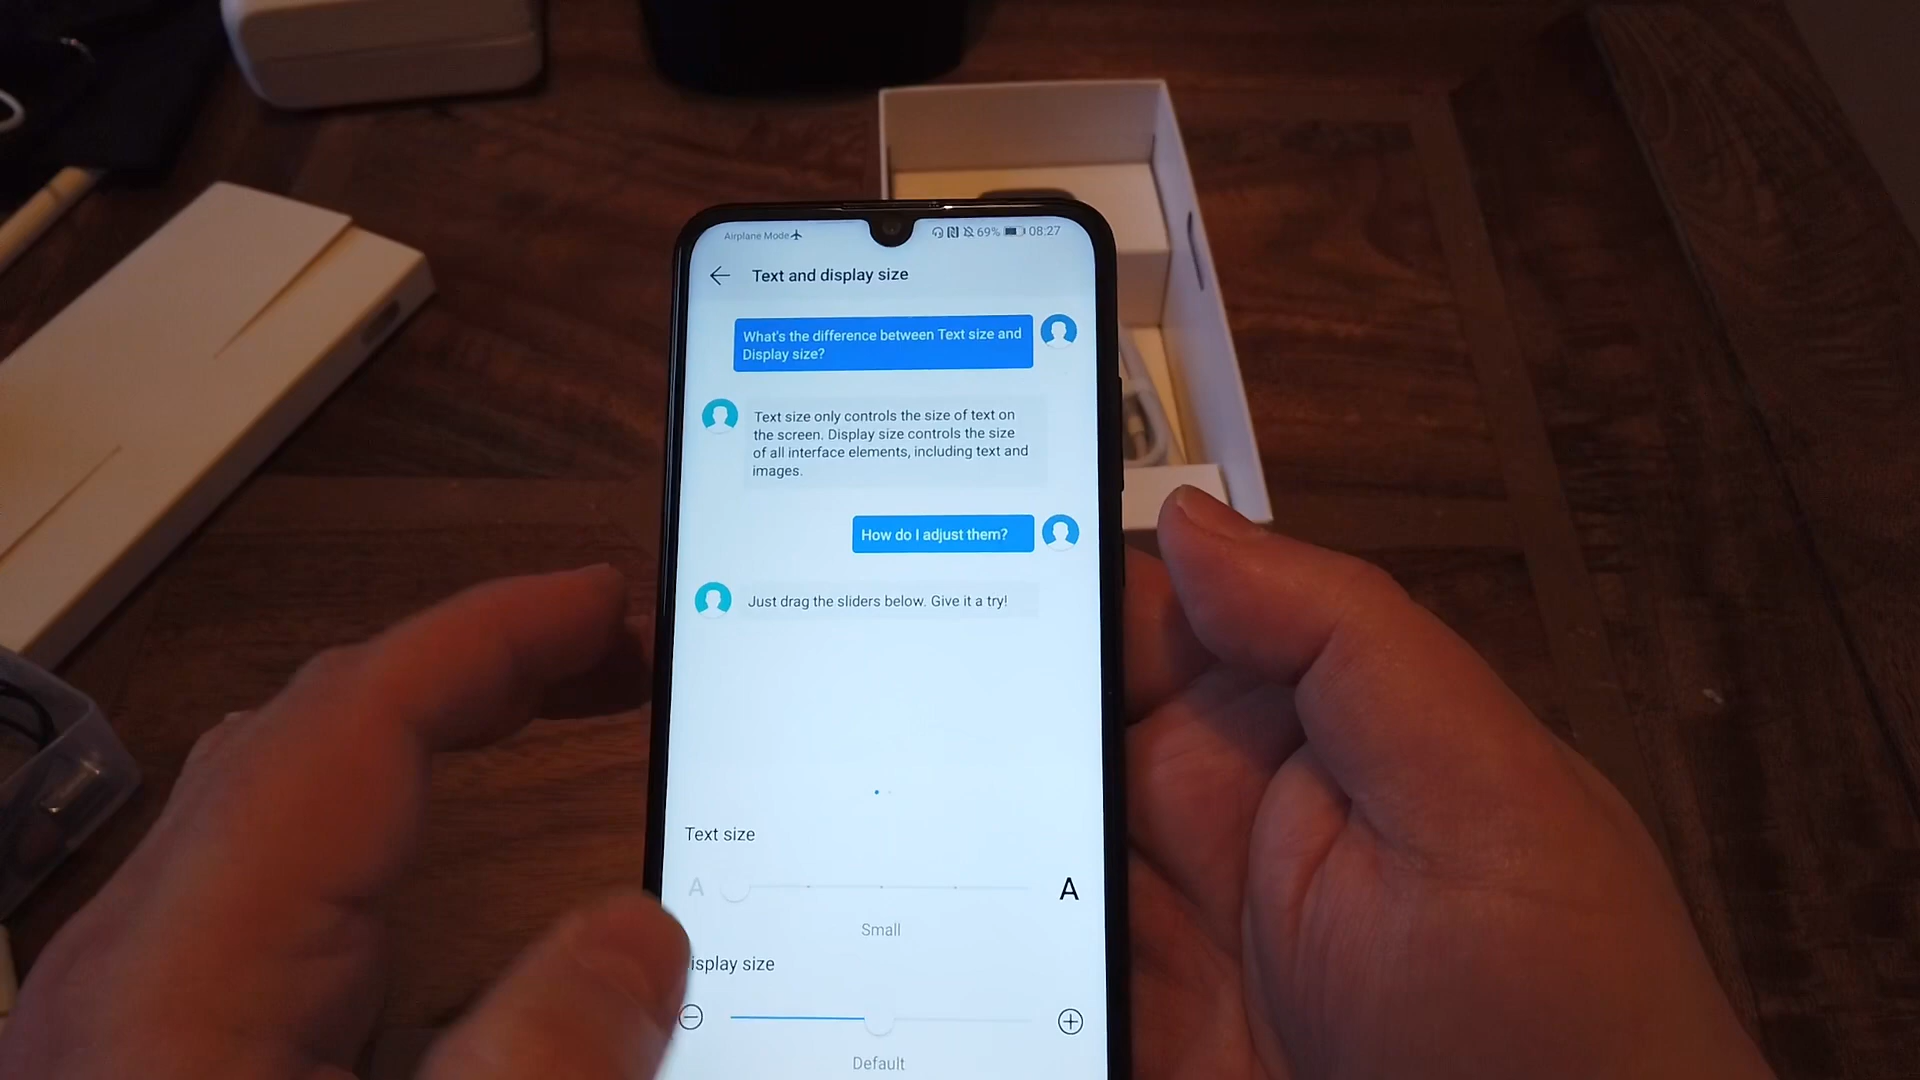 Airplane Mode
69% 08:27
Text and display size
What's the difference between Text size and
Display size?
Text size only controls the size of text on
the screen. Display size controls the size
of all interface elements, including text and
images.
How do I adjust them?
Just drag the sliders below. Give it a try!
Text size
A A
Small
isplay size
Default